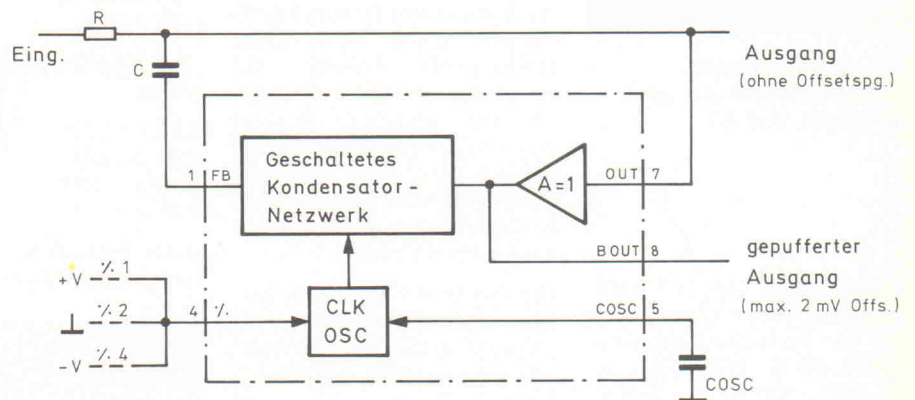 R
Eing.
C
Ausgang
(ohne Offsetspg.)
Geschaltetes
Kondensator-
Netzwerk
1 FB
A=1
OUT 7
BOUT 8
gepufferter
Ausgang
(max. 2 mV Offs.)
+V ⁒ 1
⁒ 2
-V ⁒ 4
4 ⁒
CLK
OSC
COSC 5
COSC